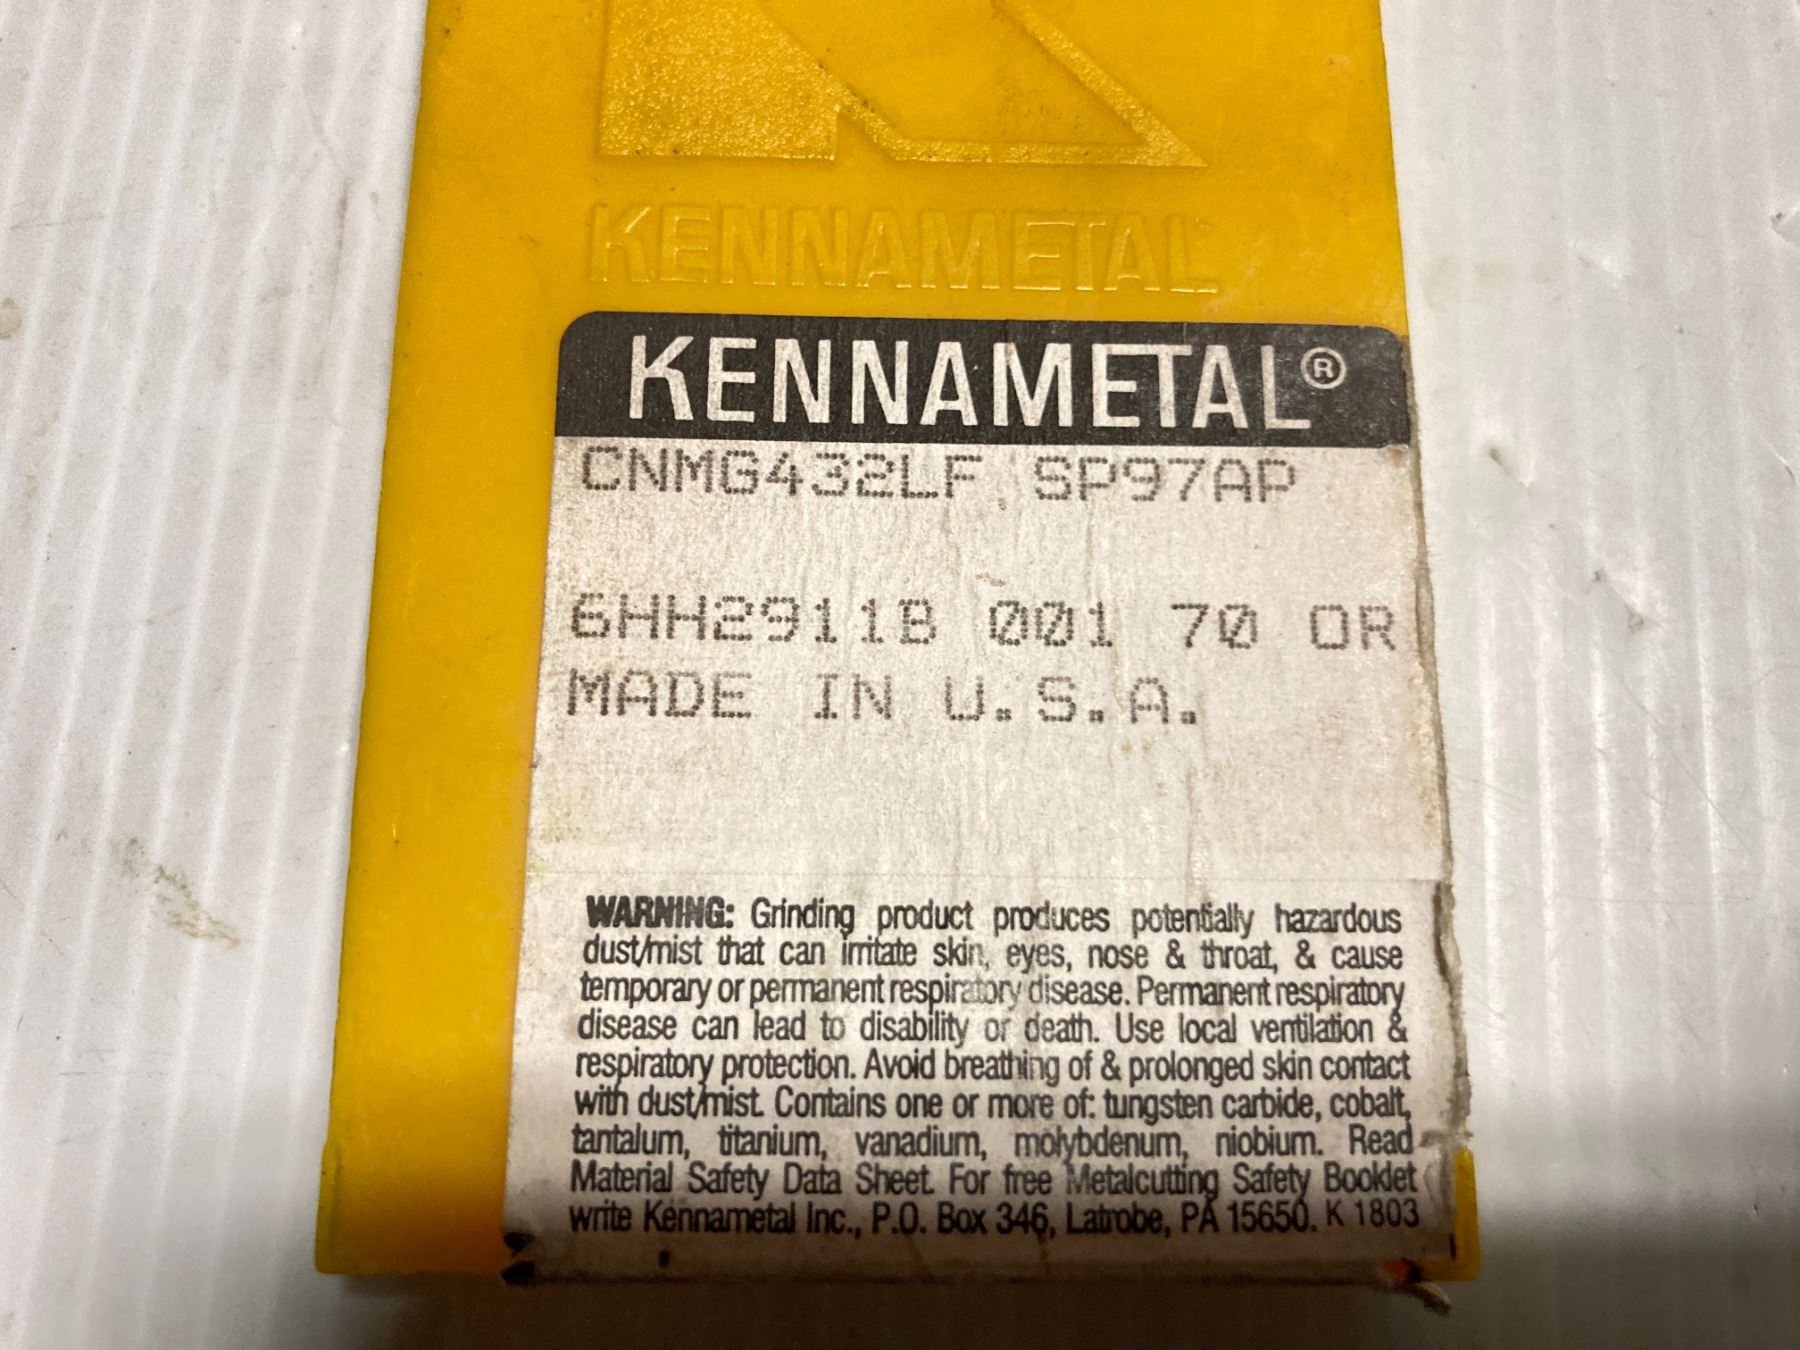 KENNAMETAL
KENNAMETAL®
CNMG432LF SP97AP
6HH2911B 001 70 OR
MADE IN U.S.A.
WARNING: Grinding product produces potentially hazardous
dust/mist that can irritate skin, eyes, nose & throat, & cause
temporary or permanent respiratory disease. Permanent respiratory
disease can lead to disability or death. Use local ventilation &
respiratory protection. Avoid breathing of & prolonged skin contact
with dust/mist. Contains one or more of: tungsten carbide, cobalt,
tantalum, titanium, vanadium, molybdenum, niobium. Read
Material Safety Data Sheet. For free Metalcutting Safety Booklet
write Kennametal Inc., P.O. Box 346, Latrobe, PA 15650. K 1803